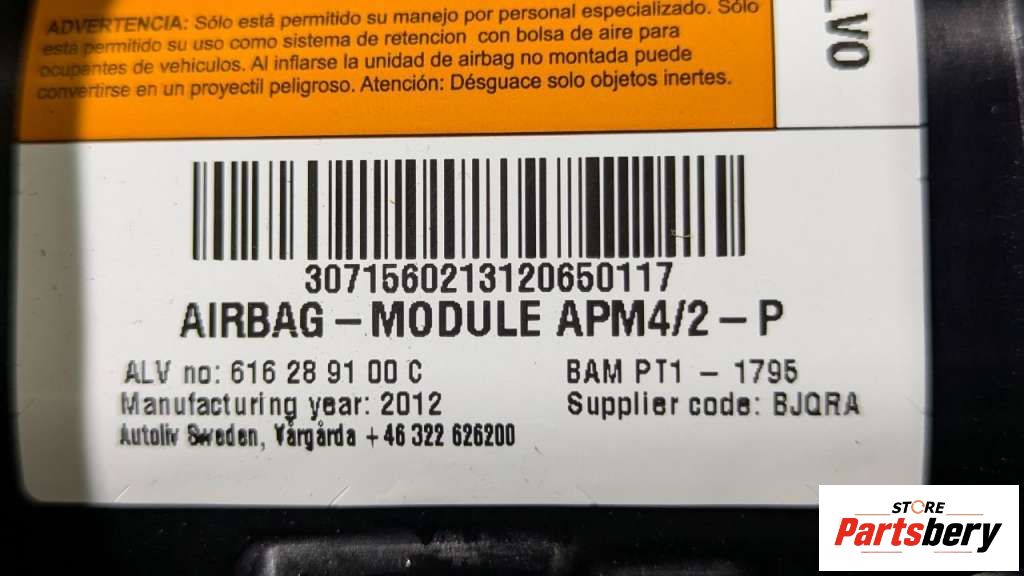 ADVERTENCIA: Sólo está permitido su manejo por personal especializado. Sólo
está permitido su uso como sistema de retencion con bolsa de aire para
ocupantes de vehículos. Al inflarse la unidad de airbag no montada puede
convertirse en un proyectil peligroso. Atención: Désguace solo objetos inertes.
LVO
3071560213120650117
AIRBAG – MODULE APM4/2 – P
ALV no: 616 28 91 00 C
BAM PT1 – 1795
Manufacturing year: 2012
Supplier code: BJQRA
Autoliv Sweden, Vårgårda +46 322 626200
STORE
Partsbery